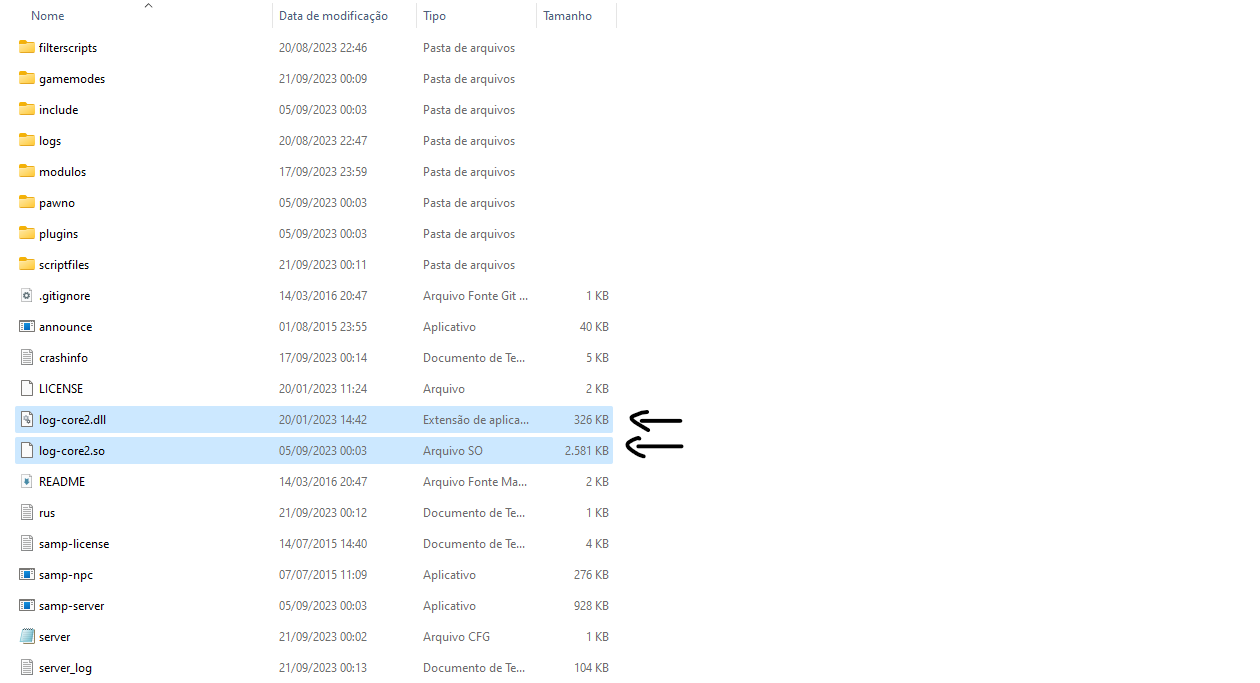 Nome Data de modificação Tipo Tamanho
filterscripts 20/08/2023 22:46 Pasta de arquivos
gamemodes 21/09/2023 00:09 Pasta de arquivos
include 05/09/2023 00:03 Pasta de arquivos
logs 20/08/2023 22:47 Pasta de arquivos
modulos 17/09/2023 23:59 Pasta de arquivos
pawno 05/09/2023 00:03 Pasta de arquivos
plugins 05/09/2023 00:03 Pasta de arquivos
scriptfiles 21/09/2023 00:11 Pasta de arquivos
.gitignore 14/03/2016 20:47 Arquivo Fonte Git ... 1 KB
announce 01/08/2015 23:55 Aplicativo 40 KB
crashinfo 17/09/2023 00:14 Documento de Te... 5 KB
LICENSE 20/01/2023 11:24 Arquivo 2 KB
log-core2.dll 20/01/2023 14:42 Extensão de aplica... 326 KB
log-core2.so 05/09/2023 00:03 Arquivo SO 2.581 KB
README 14/03/2016 20:47 Arquivo Fonte Ma... 2 KB
rus 21/09/2023 00:12 Documento de Te... 1 KB
samp-license 14/07/2015 14:40 Documento de Te... 4 KB
samp-npc 07/07/2015 11:09 Aplicativo 276 KB
samp-server 05/09/2023 00:03 Aplicativo 928 KB
server 21/09/2023 00:02 Arquivo CFG 1 KB
server_log 21/09/2023 00:13 Documento de Te... 104 KB